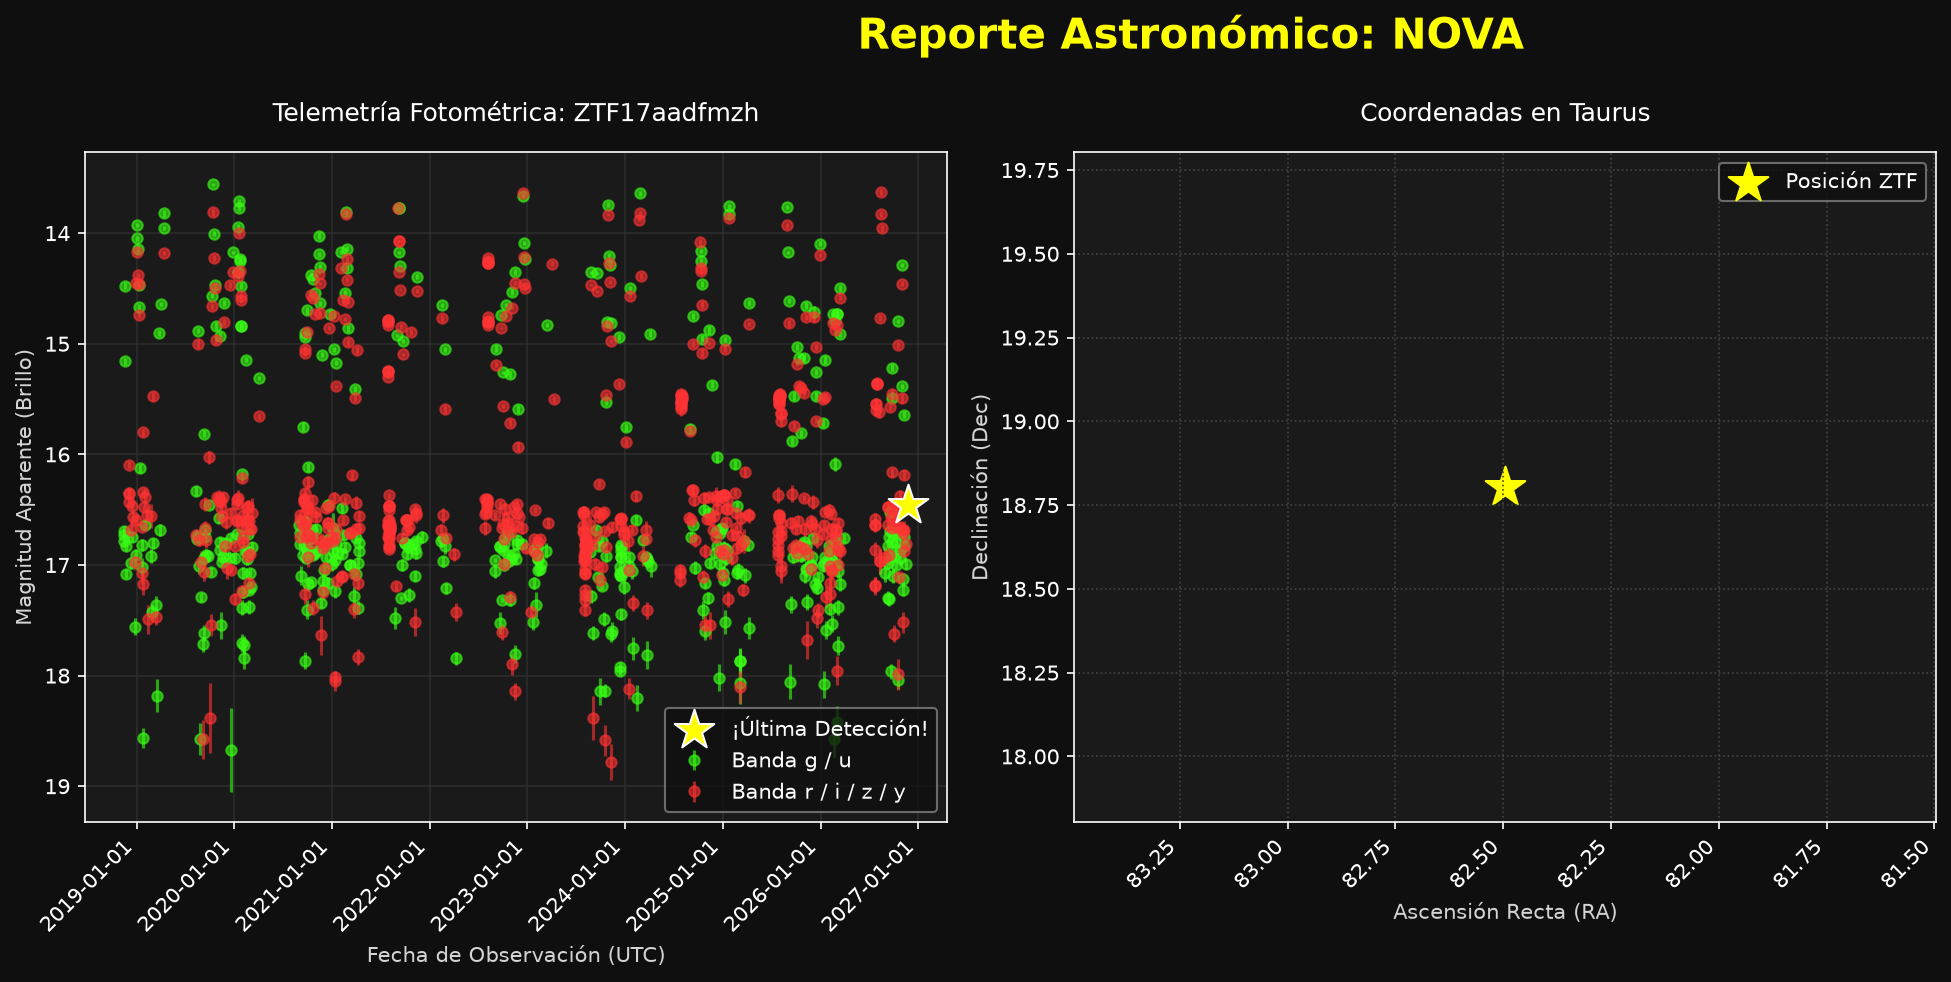 Reporte Astronómico: NOVA
Telemetría Fotométrica: ZTF17aadfmzh
Magnitud Aparente (Brillo)
14
15
16
17
18
19
¡Última Detección!
Banda g / u
Banda r / i / z / y
2019-01-01
2020-01-01
2021-01-01
2022-01-01
2023-01-01
2024-01-01
2025-01-01
2026-01-01
2027-01-01
Fecha de Observación (UTC)
Coordenadas en Taurus
Declinación (Dec)
19.75
19.50
19.25
19.00
18.75
18.50
18.25
18.00
Posición ZTF
83.25
83.00
82.75
82.50
82.25
82.00
81.75
81.50
Ascensión Recta (RA)